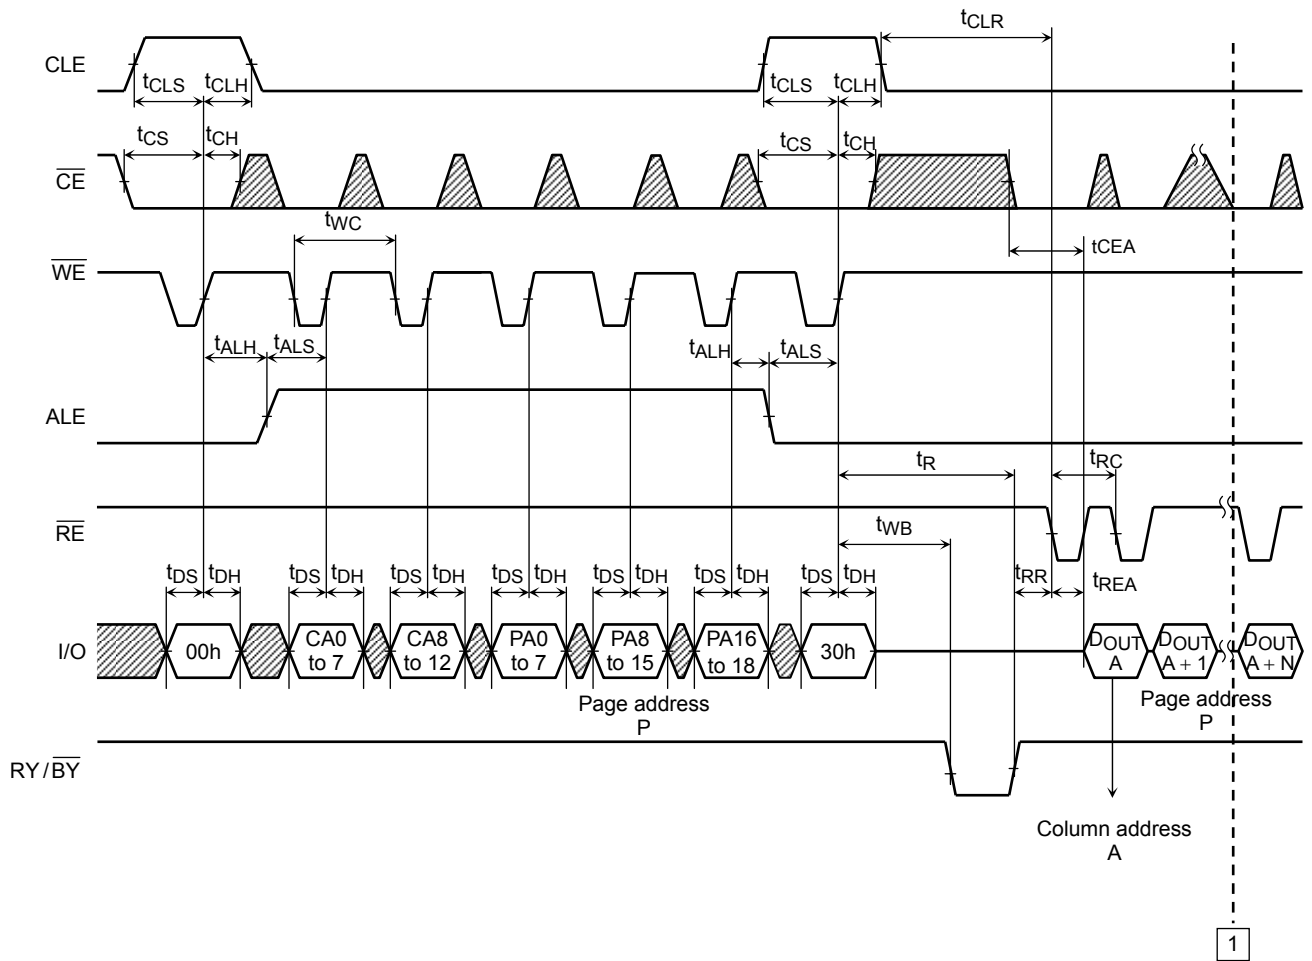 tCLR
CLE
tCLS tCLH tCLS tCLH
tCS tCH tCS tCH
CE
tWC
tCEA
WE
tALH tALS tALH tALS
ALE
tR tRC
RE
tWB
tDS tDH tDS tDH tDS tDH tDS tDH tDS tDH tDS tDH tDS tDH tRR tREA
I/O 00h CA0 to 7 CA8 to 12 PA0 to 7 PA8 to 15 PA16 to 18 30h DOUT A DOUT A + 1 DOUT A + N
Page address P
Page address P
RY/BY
Column address
A
1